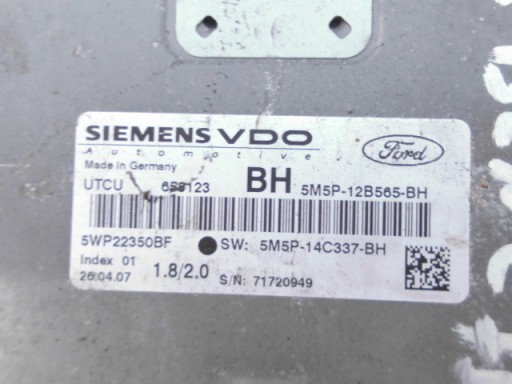 SIEMENS VDO
Automotive
Ford
Made in Germany
UTCU 653123 BH 5M5P-12B565-BH
5WP22350BF SW: 5M5P-14C337-BH
Index 01
26.04.07 1.8/2.0 S/N: 71720949